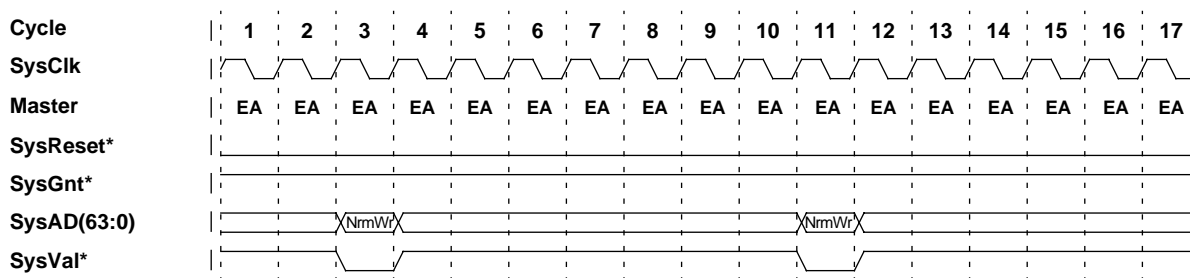 Cycle 1 2 3 4 5 6 7 8 9 10 11 12 13 14 15 16 17
SysClk
Master EA EA EA EA EA EA EA EA EA EA EA EA EA EA EA EA EA
SysReset*
SysGnt*
SysAD(63:0) NrmWr NrmWr
SysVal*